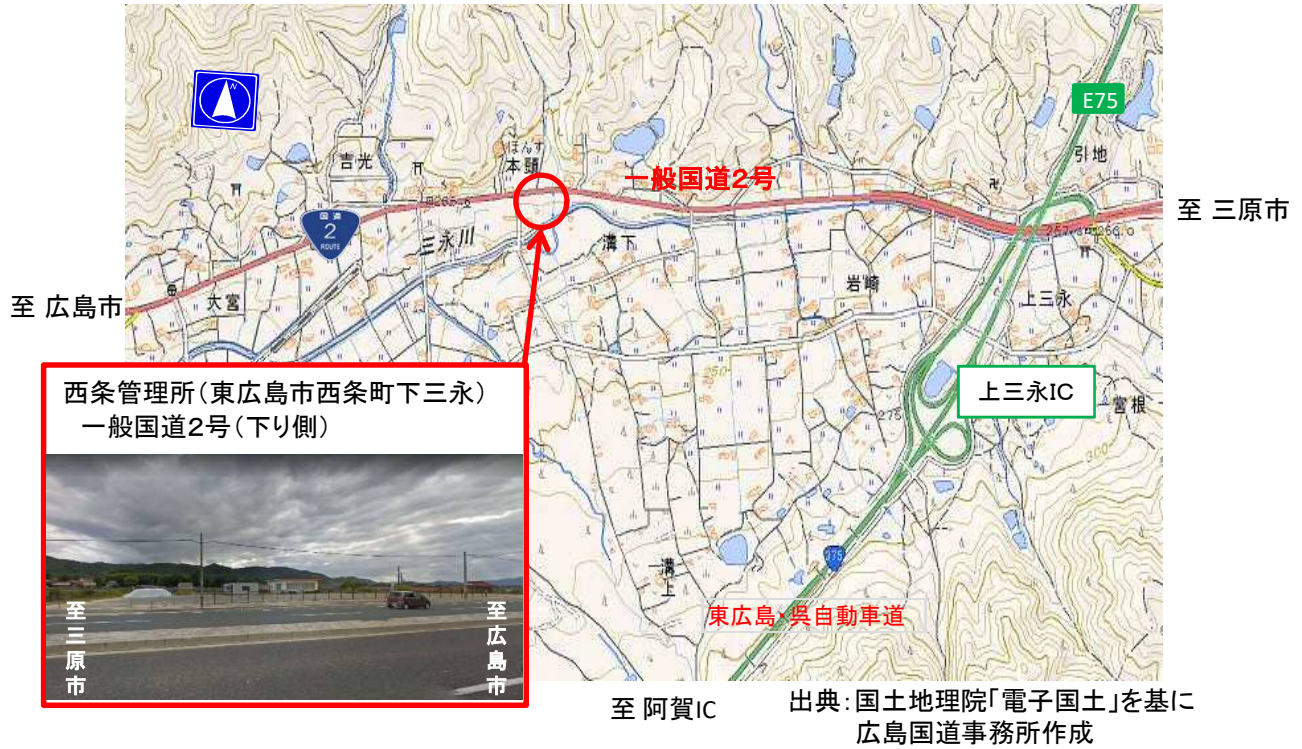 N
E75
引地
ほんず
本頭
吉光
一般国道2号
至 三原市
国道
2
ROUTE
三永川
溝下
岩崎
上三永
大宮
至 広島市
西条管理所(東広島市西条町下三永)
一般国道2号(下り側)
上三永IC
宮根
250
275
300
375
溝上
東広島・呉自動車道
至三原市
至広島市
至 阿賀IC
出典:国土地理院「電子国土」を基に
広島国道事務所作成